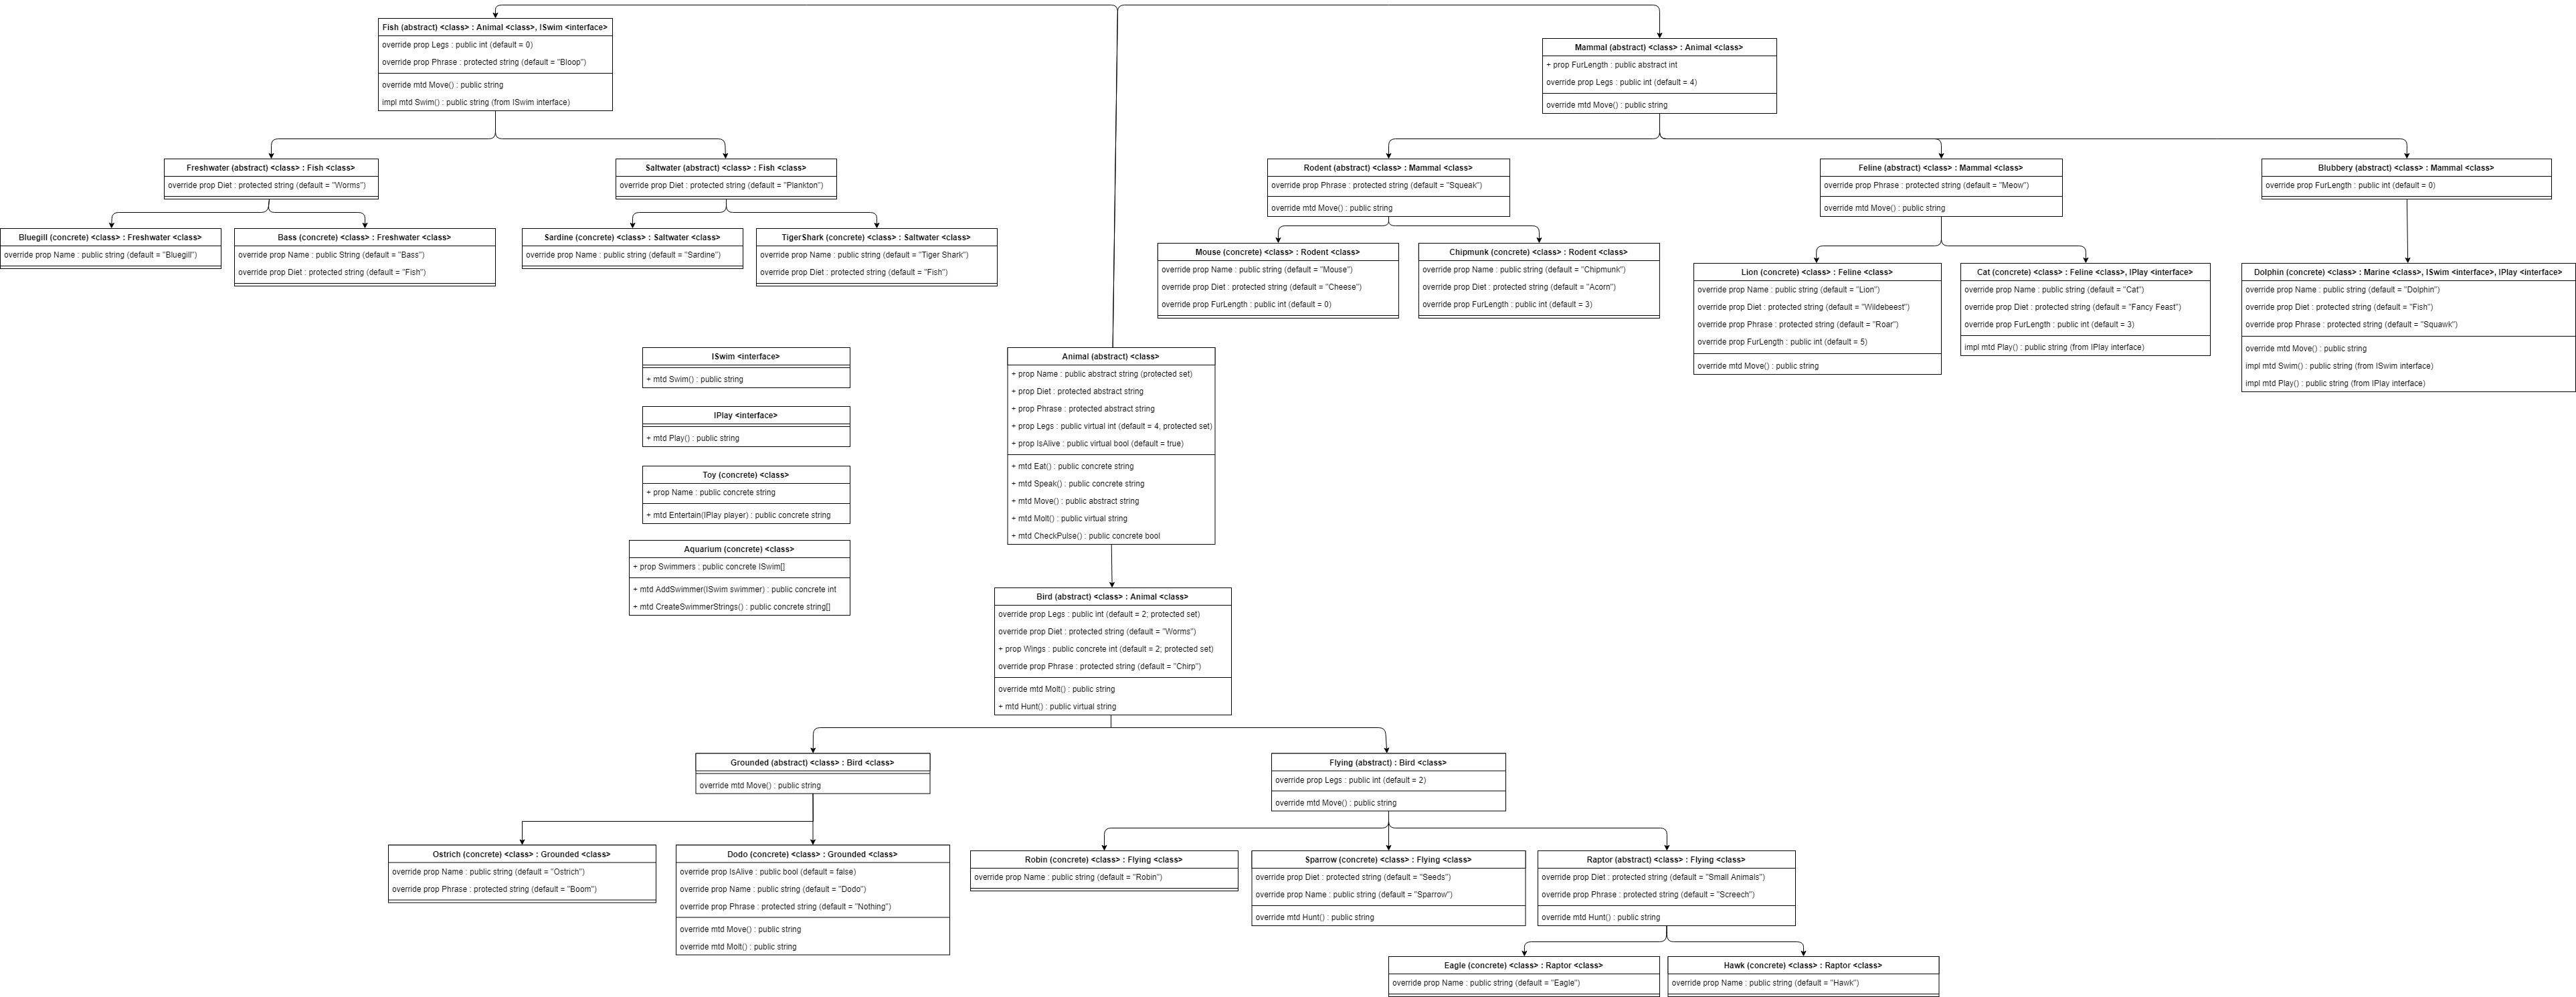 Fish (abstract) <class> : Animal <class>, ISwim <interface>
override prop Legs : public int (default = 0)
override prop Phrase : protected string (default = "Bloop")
override mtd Move() : public string
impl mtd Swim() : public string (from ISwim interface)
Mammal (abstract) <class> : Animal <class>
+ prop FurLength : public abstract int
override prop Legs : public int (default = 4)
override mtd Move() : public string
Freshwater (abstract) <class> : Fish <class>
override prop Diet : protected string (default = "Worms")
Saltwater (abstract) <class> : Fish <class>
override prop Diet : protected string (default = "Plankton")
Rodent (abstract) <class> : Mammal <class>
override prop Phrase : protected string (default = "Squeak")
override mtd Move() : public string
Feline (abstract) <class> : Mammal <class>
override prop Phrase : protected string (default = "Meow")
override mtd Move() : public string
Blubbery (abstract) <class> : Mammal <class>
override prop FurLength : public int (default = 0)
Bluegill (concrete) <class> : Freshwater <class>
override prop Name : public string (default = "Bluegill")
Bass (concrete) <class> : Freshwater <class>
override prop Name : public String (default = "Bass")
override prop Diet : protected string (default = "Fish")
Sardine (concrete) <class> : Saltwater <class>
override prop Name : public string (default = "Sardine")
TigerShark (concrete) <class> : Saltwater <class>
override prop Name : public string (default = "Tiger Shark")
override prop Diet : protected string (default = "Fish")
Mouse (concrete) <class> : Rodent <class>
override prop Name : public string (default = "Mouse")
override prop Diet : protected string (default = "Cheese")
override prop FurLength : public int (default = 0)
Chipmunk (concrete) <class> : Rodent <class>
override prop Name : public string (default = "Chipmunk")
override prop Diet : protected string (default = "Acorn")
override prop FurLength : public int (default = 3)
Lion (concrete) <class> : Feline <class>
override prop Name : public string (default = "Lion")
override prop Diet : protected string (default = "Wildebeest")
override prop Phrase : protected string (default = "Roar")
override prop FurLength : public int (default = 5)
override mtd Move() : public string
Cat (concrete) <class> : Feline <class>, IPlay <interface>
override prop Name : public string (default = "Cat")
override prop Diet : protected string (default = "Fancy Feast")
override prop FurLength : public int (default = 3)
impl mtd Play() : public string (from IPlay interface)
Dolphin (concrete) <class> : Marine <class>, ISwim <interface>, IPlay <interface>
override prop Name : public string (default = "Dolphin")
override prop Diet : protected string (default = "Fish")
override prop Phrase : protected string (default = "Squawk")
override mtd Move() : public string
impl mtd Swim() : public string (from ISwim interface)
impl mtd Play() : public string (from IPlay interface)
ISwim <interface>
+ mtd Swim() : public string
IPlay <interface>
+ mtd Play() : public string
Toy (concrete) <class>
+ prop Name : public concrete string
+ mtd Entertain(IPlay player) : public concrete string
Aquarium (concrete) <class>
+ prop Swimmers : public concrete ISwim[]
+ mtd AddSwimmer(ISwim swimmer) : public concrete int
+ mtd CreateSwimmerStrings() : public concrete string[]
Animal (abstract) <class>
+ prop Name : public abstract string (protected set)
+ prop Diet : protected abstract string
+ prop Phrase : protected abstract string
+ prop Legs : public virtual int (default = 4, protected set)
+ prop IsAlive : public virtual bool (default = true)
+ mtd Eat() : public concrete string
+ mtd Speak() : public concrete string
+ mtd Move() : public abstract string
+ mtd Molt() : public virtual string
+ mtd CheckPulse() : public concrete bool
Bird (abstract) <class> : Animal <class>
override prop Legs : public int (default = 2; protected set)
override prop Diet : protected string (default = "Worms")
+ prop Wings : public concrete int (default = 2; protected set)
override prop Phrase : protected string (default = "Chirp")
override mtd Molt() : public string
+ mtd Hunt() : public virtual string
Grounded (abstract) <class> : Bird <class>
override mtd Move() : public string
Flying (abstract) : Bird <class>
override prop Legs : public int (default = 2)
override mtd Move() : public string
Ostrich (concrete) <class> : Grounded <class>
override prop Name : public string (default = "Ostrich")
override prop Phrase : protected string (default = "Boom")
Dodo (concrete) <class> : Grounded <class>
override prop IsAlive : public bool (default = false)
override prop Name : public string (default = "Dodo")
override prop Phrase : protected string (default = "Nothing")
override mtd Move() : public string
override mtd Molt() : public string
Robin (concrete) <class> : Flying <class>
override prop Name : public string (default = "Robin")
Sparrow (concrete) <class> : Flying <class>
override prop Diet : protected string (default = "Seeds")
override prop Name : public string (default = "Sparrow")
override mtd Hunt() : public string
Raptor (abstract) <class> : Flying <class>
override prop Diet : protected string (default = "Small Animals")
override prop Phrase : protected string (default = "Screech")
override mtd Hunt() : public string
Eagle (concrete) <class> : Raptor <class>
override prop Name : public string (default = "Eagle")
Hawk (concrete) <class> : Raptor <class>
override prop Name : public string (default = "Hawk")